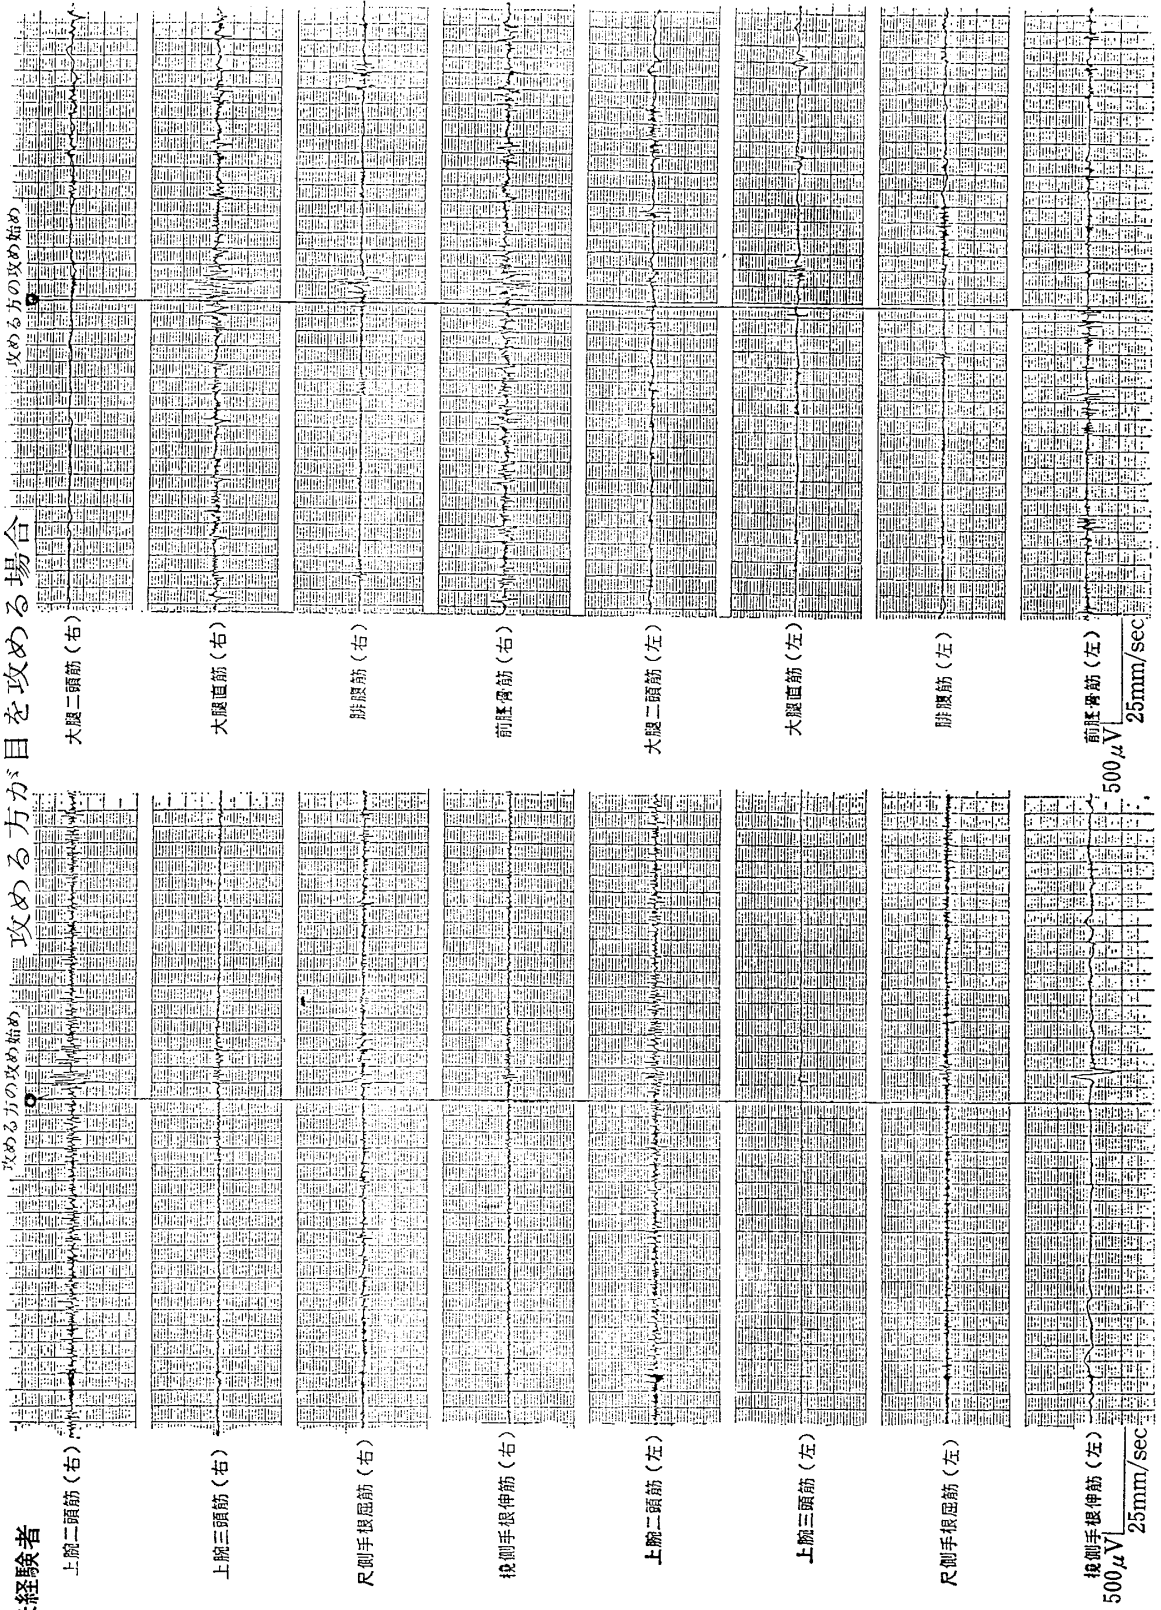 経験者
攻める方が目を攻める場合
攻める方の攻め始め
上腕二頭筋（右）
上腕三頭筋（右）
尺側手根屈筋（右）
橈側手根伸筋（右）
上腕二頭筋（左）
上腕三頭筋（左）
尺側手根屈筋（左）
橈側手根伸筋（左）
500μV
25mm/sec
攻める方の攻め始め
大腿二頭筋（右）
大腿直筋（右）
腓腹筋（右）
前脛骨筋（右）
大腿二頭筋（左）
大腿直筋（左）
腓腹筋（左）
前脛骨筋（左）
500μV
25mm/sec